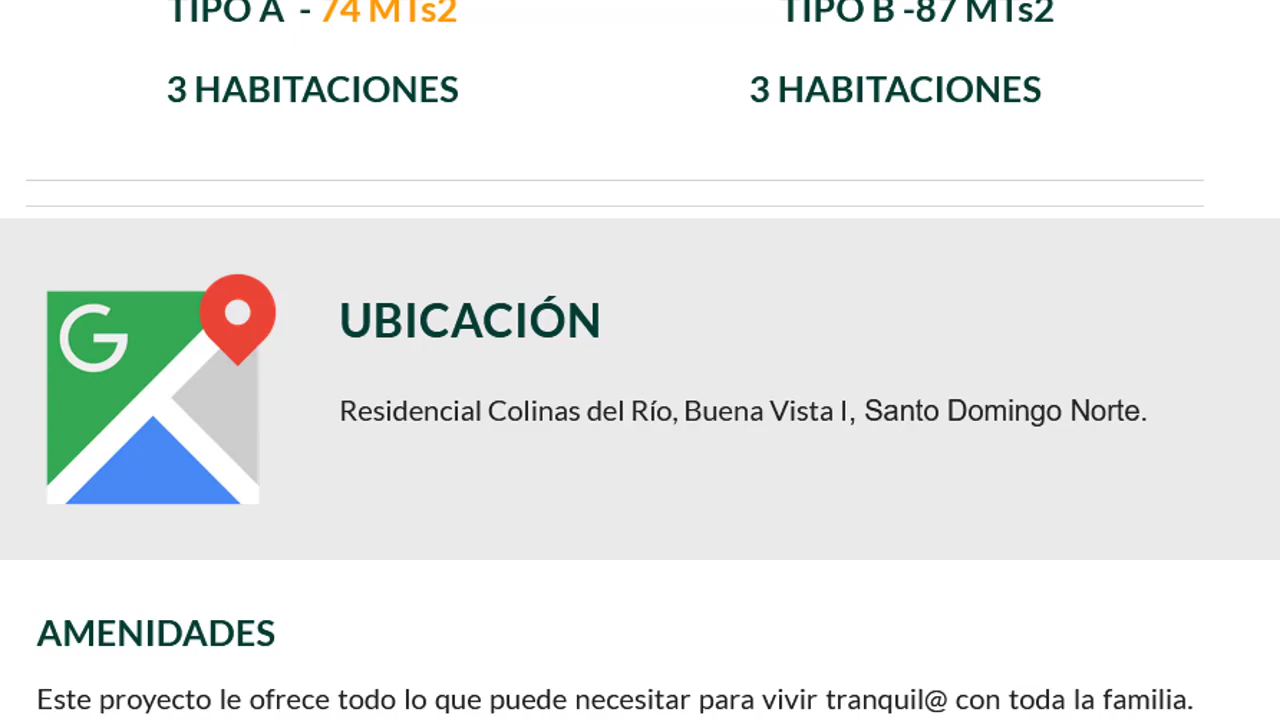 TIPO A - 74 MTs2 TIPO B -87 MTs2
3 HABITACIONES 3 HABITACIONES
G
UBICACIÓN
Residencial Colinas del Río, Buena Vista I, Santo Domingo Norte.
AMENIDADES
Este proyecto le ofrece todo lo que puede necesitar para vivir tranquil@ con toda la familia.